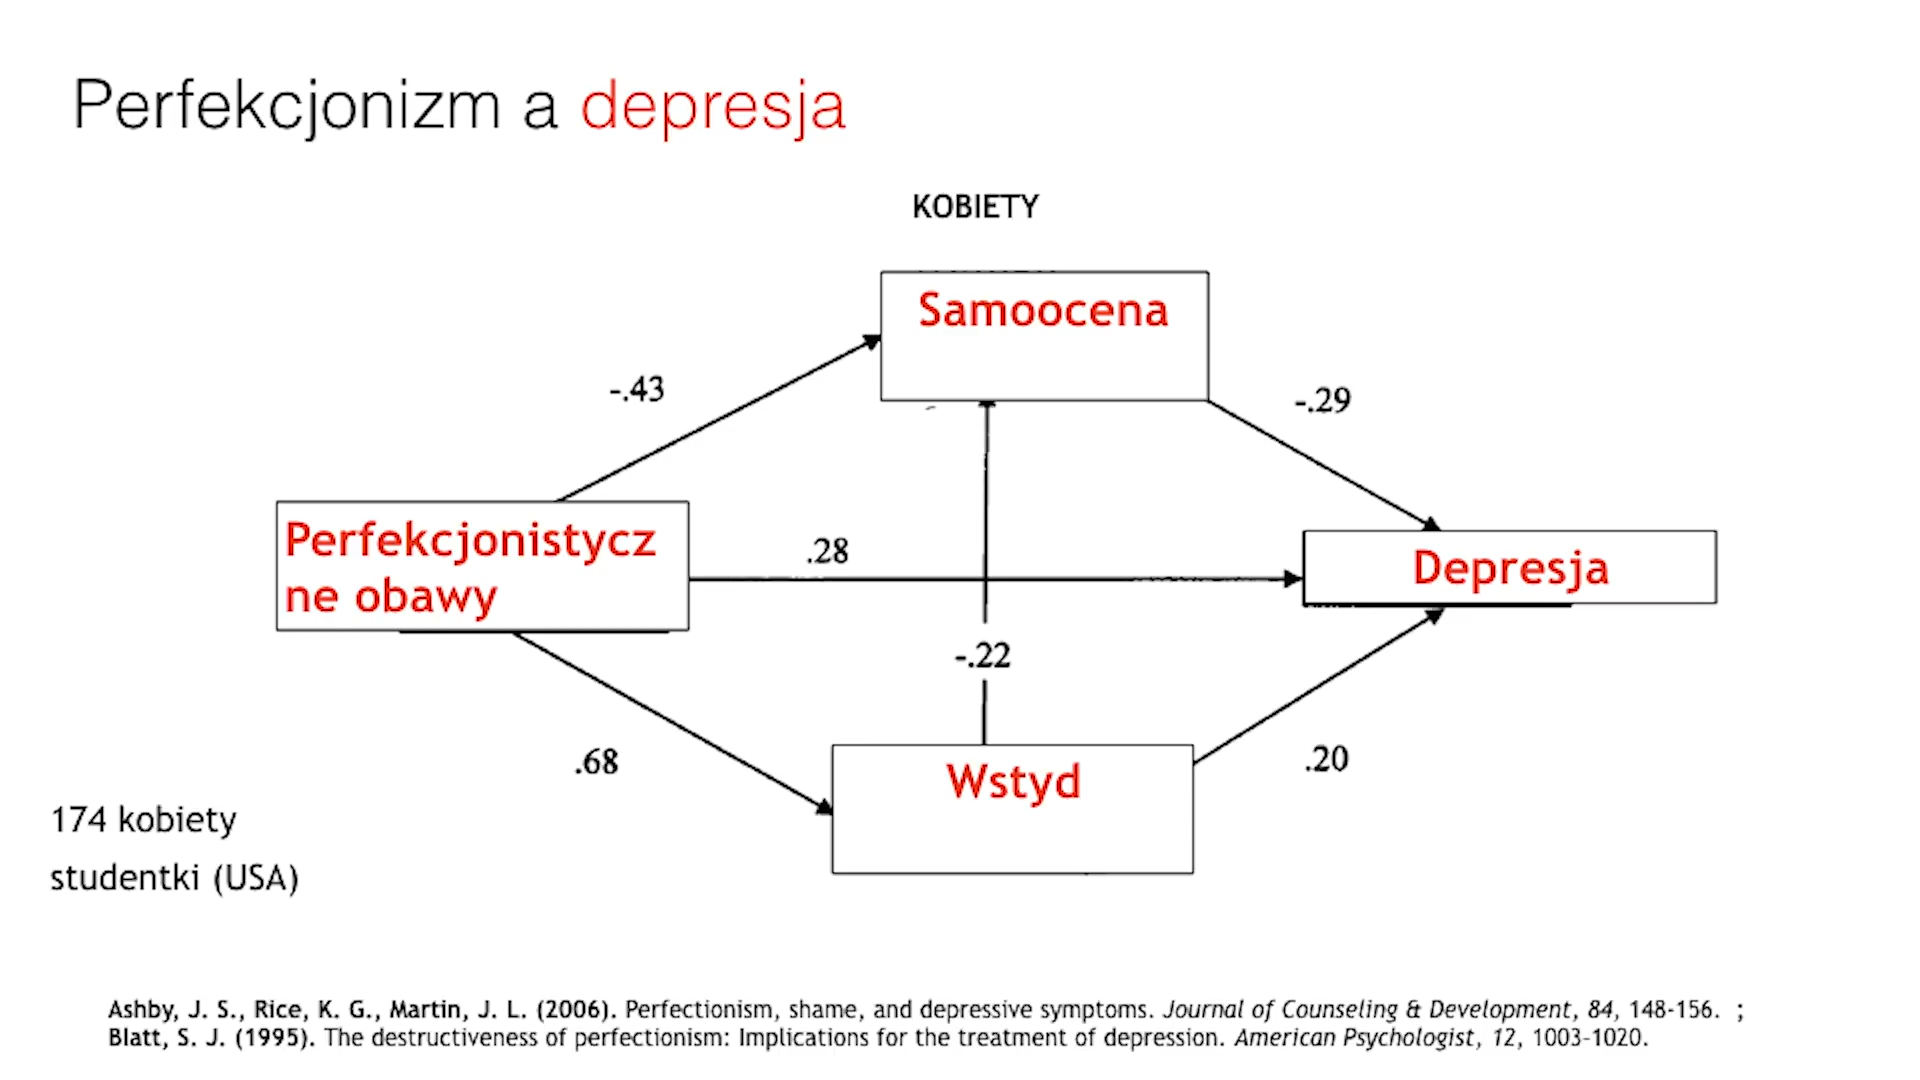 Perfekcjonizm a depresja
KOBIETY
Samoocena
-.43
-.29
Perfekcjonistycz
ne obawy
.28
Depresja
-.22
.68
Wstyd
.20
174 kobiety
studentki (USA)
Ashby, J. S., Rice, K. G., Martin, J. L. (2006). Perfectionism, shame, and depressive symptoms. Journal of Counseling & Development, 84, 148-156. ;
Blatt, S. J. (1995). The destructiveness of perfectionism: Implications for the treatment of depression. American Psychologist, 12, 1003-1020.